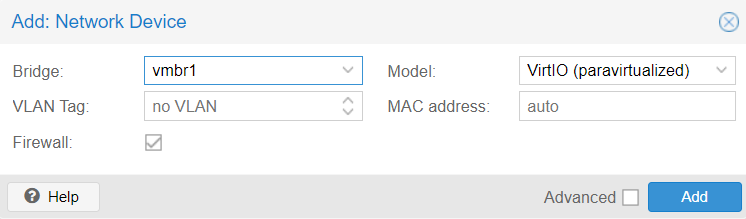 Add: Network Device
Bridge: vmbr1 Model: VirtIO (paravirtualized)
VLAN Tag: no VLAN MAC address: auto
Firewall:
Help Advanced Add